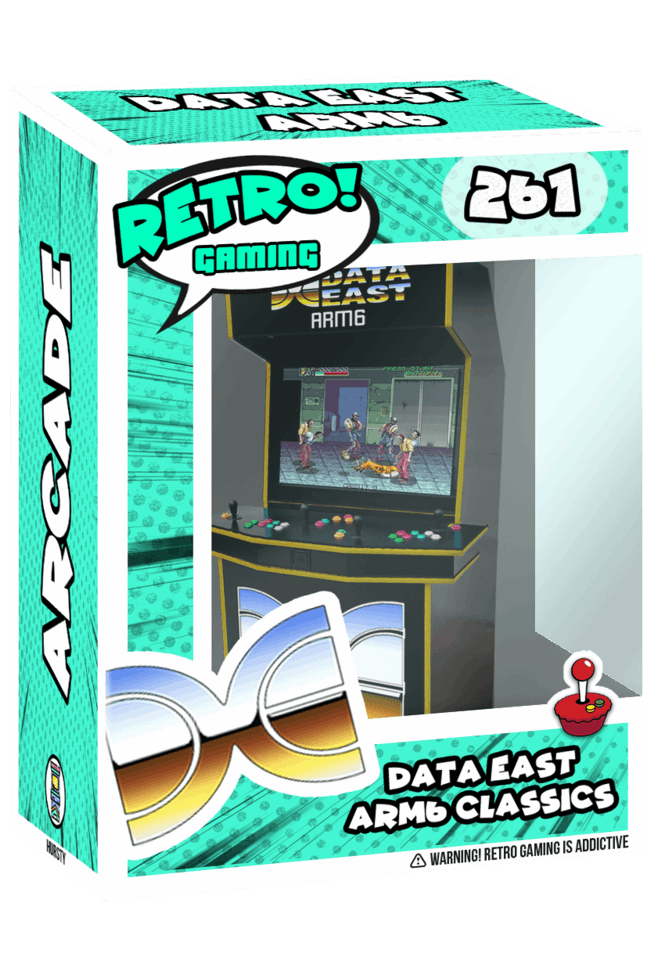 DATA EAST
ARM6
RETRO!
GAMING
261
ARCADE
DATA
EAST
ARM6
DATA EAST
ARM6 CLASSICS
HURSTY
WARNING! RETRO GAMING IS ADDICTIVE